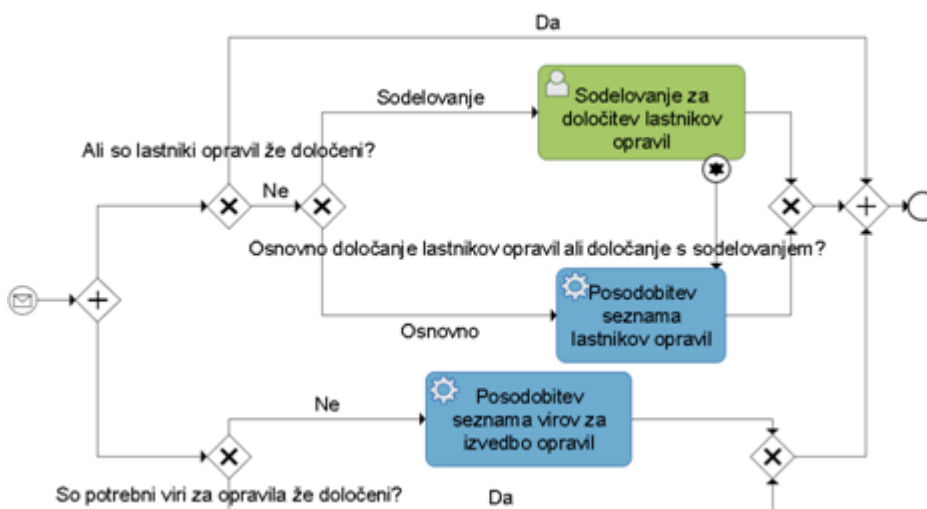 Da
Sodelovanje
Sodelovanje za
določitev lastnikov
opravil
Ali so lastniki opravil že določeni?
Ne
Osnovno določanje lastnikov opravil ali določanje s sodelovanjem?
Posodobitev
seznama
lastnikov opravil
Osnovno
Ne
Posodobitev
seznama virov za
izvedbo opravil
So potrebni viri za opravila že določeni?
Da